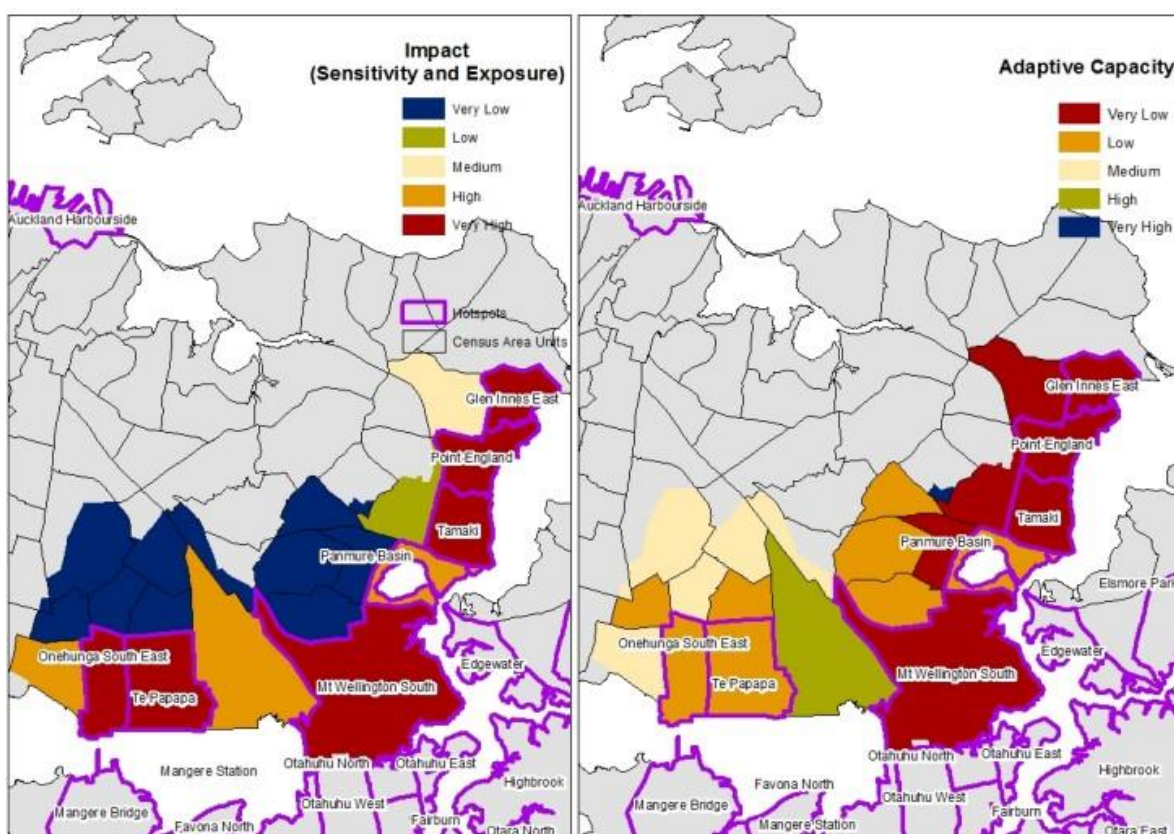 Impact
(Sensitivity and Exposure)
Very Low
Low
Medium
High
Very High
Hotspots
Census Area Units
Auckland Harbourside
Glen Innes East
Point-England
Tamaki
Panmure Basin
Onehunga South East
Te Papapa
Mt Wellington South
Edgewater
Mangere Station
Otahuhu North
Otahuhu East
Highbrook
Mangere Bridge
Otahuhu West
Favona North
Fairburn
Otara North
Adaptive Capacity
Very Low
Low
Medium
High
Very High
Auckland Harbourside
Glen Innes East
Point-England
Tamaki
Panmure Basin
Elsmore Park
Onehunga South East
Te Papapa
Mt Wellington South
Edgewater
Otahuhu North
Otahuhu East
Highbrook
Favona North
Otahuhu West
Mangere Bridge
Mangere Station
Fairburn
Otara East